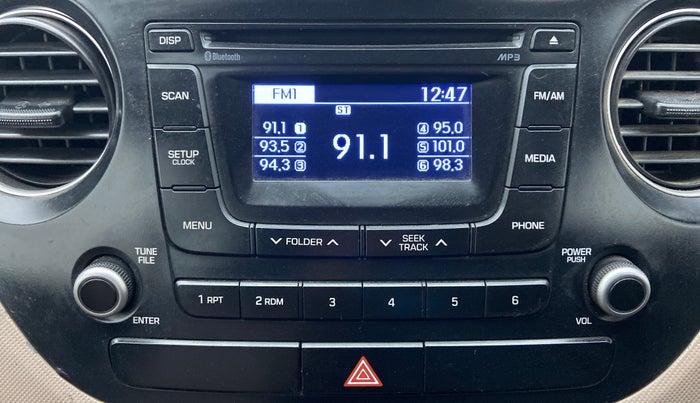 DISP
Bluetooth
MP3
SCAN
FM1 12:47
FM/AM
ST
91.1 1
4 95.0
93.5 2
91.1
5 101.0
94.3 3
6 98.3
SETUP
CLOCK
MEDIA
MENU
FOLDER
SEEK
TRACK
PHONE
TUNE
FILE
POWER
PUSH
1 RPT
2 RDM
3
4
5
6
ENTER
VOL